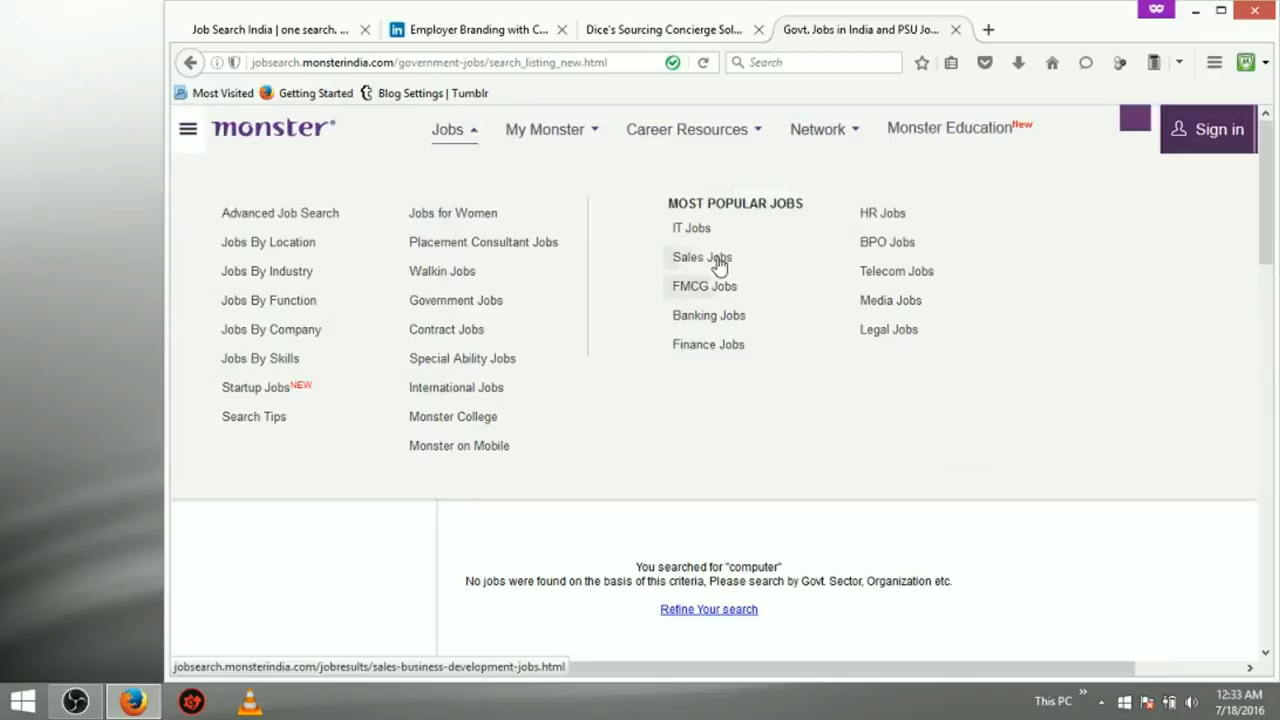 Job Search India | one search. ...
Employer Branding with C...
Dice's Sourcing Concierge Sol...
Govt. Jobs in India and PSU Jo...
jobsearch.monsterindia.com/government-jobs/search_listing_new.html
Search
Most Visited
Getting Started
Blog Settings | Tumblr
monster
Jobs
My Monster
Career Resources
Network
Monster Education New
Sign in
Advanced Job Search
Jobs By Location
Jobs By Industry
Jobs By Function
Jobs By Company
Jobs By Skills
Startup Jobs NEW
Search Tips
Jobs for Women
Placement Consultant Jobs
Walkin Jobs
Government Jobs
Contract Jobs
Special Ability Jobs
International Jobs
Monster College
Monster on Mobile
MOST POPULAR JOBS
IT Jobs
Sales Jobs
FMCG Jobs
Banking Jobs
Finance Jobs
HR Jobs
BPO Jobs
Telecom Jobs
Media Jobs
Legal Jobs
You searched for "computer"
No jobs were found on the basis of this criteria, Please search by Govt. Sector, Organization etc.
Refine Your search
jobsearch.monsterindia.com/jobresults/sales-business-development-jobs.html
This PC
12:33 AM
7/18/2016